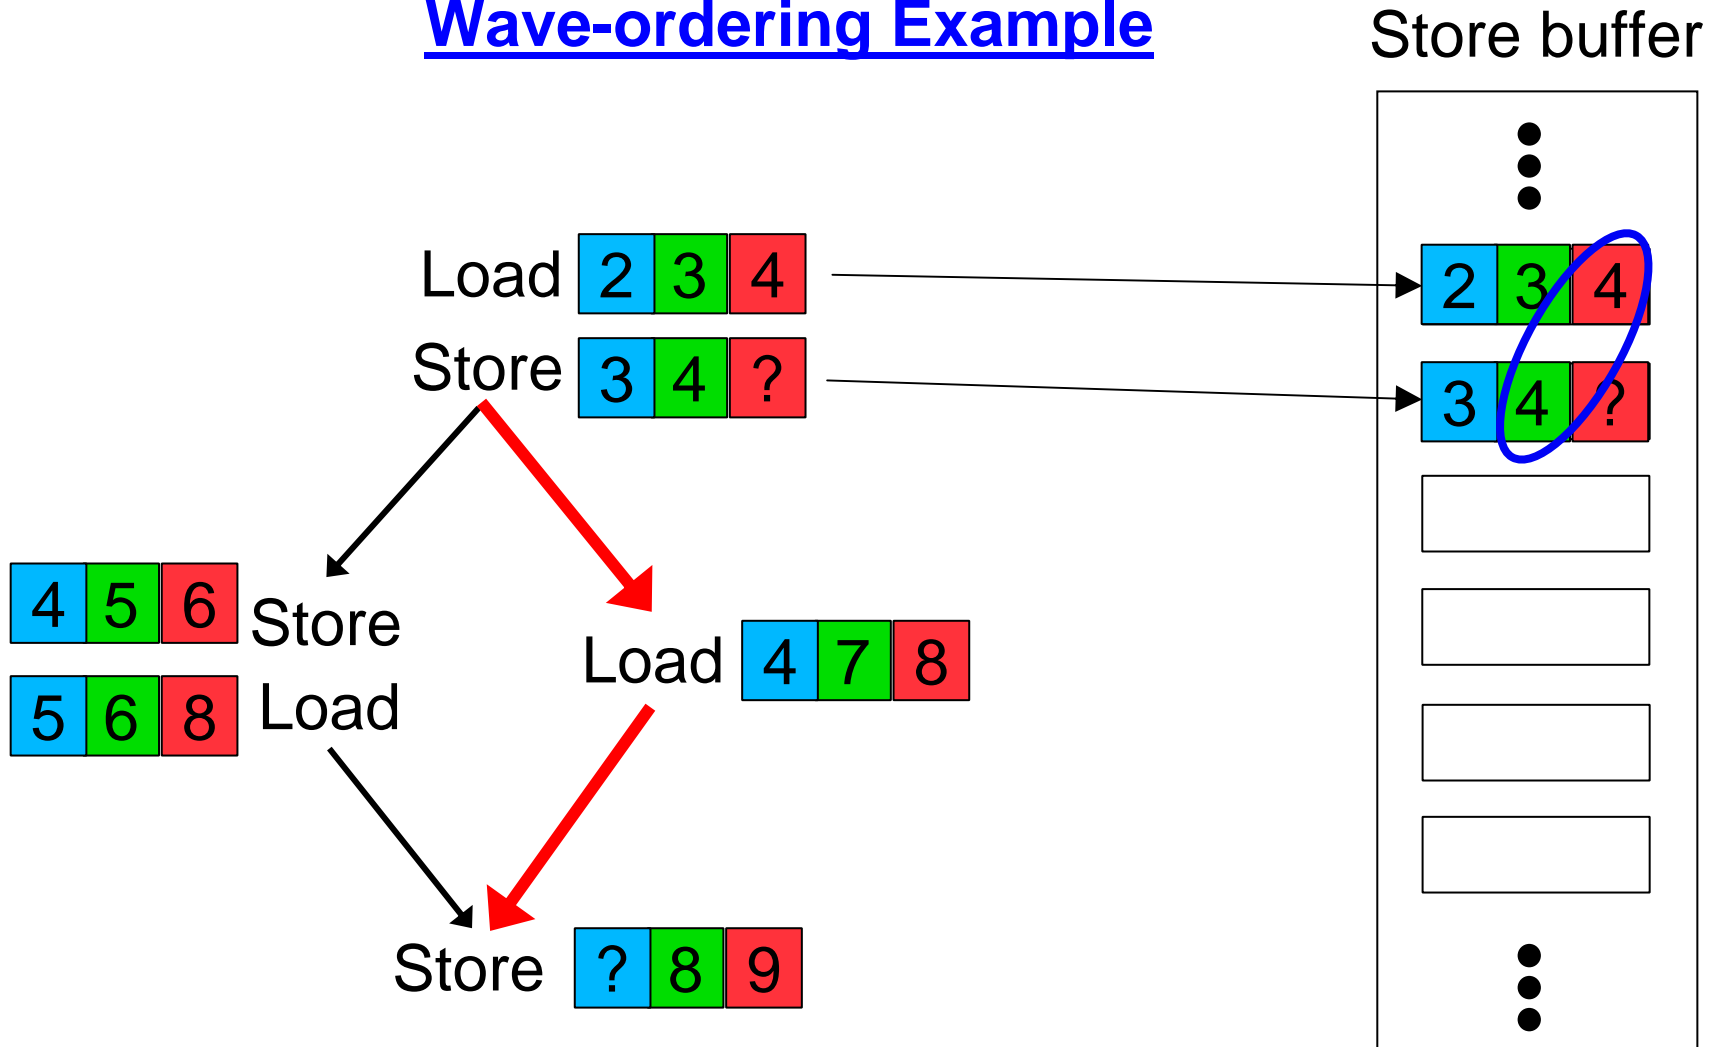 Wave-ordering Example
Store buffer
Load 2 3 4
2 3 4
Store 3 4 ?
3 4 ?
4 5 6 Store
Load 4 7 8
5 6 8 Load
Store ? 8 9